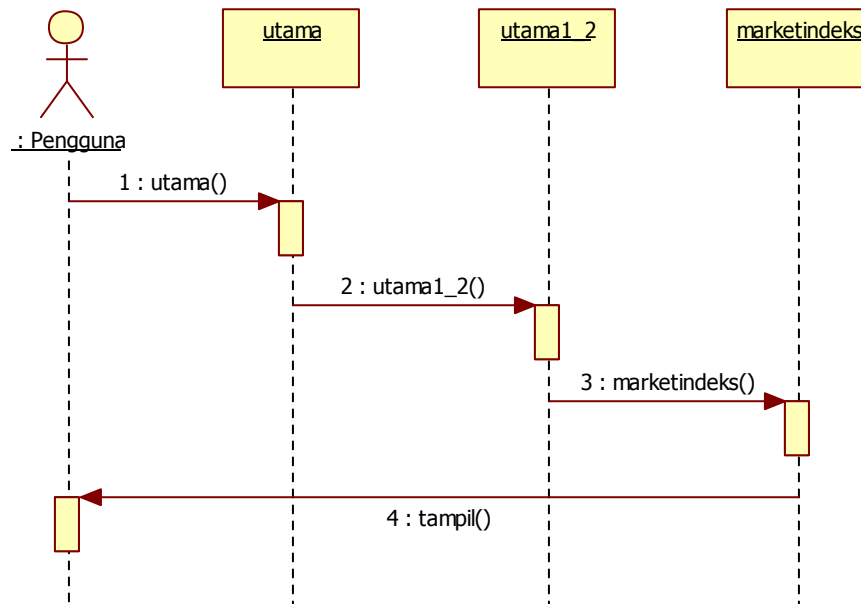 utama
utama1_2
marketindeks
: Pengguna
1 : utama()
2 : utama1_2()
3 : marketindeks()
4 : tampil()